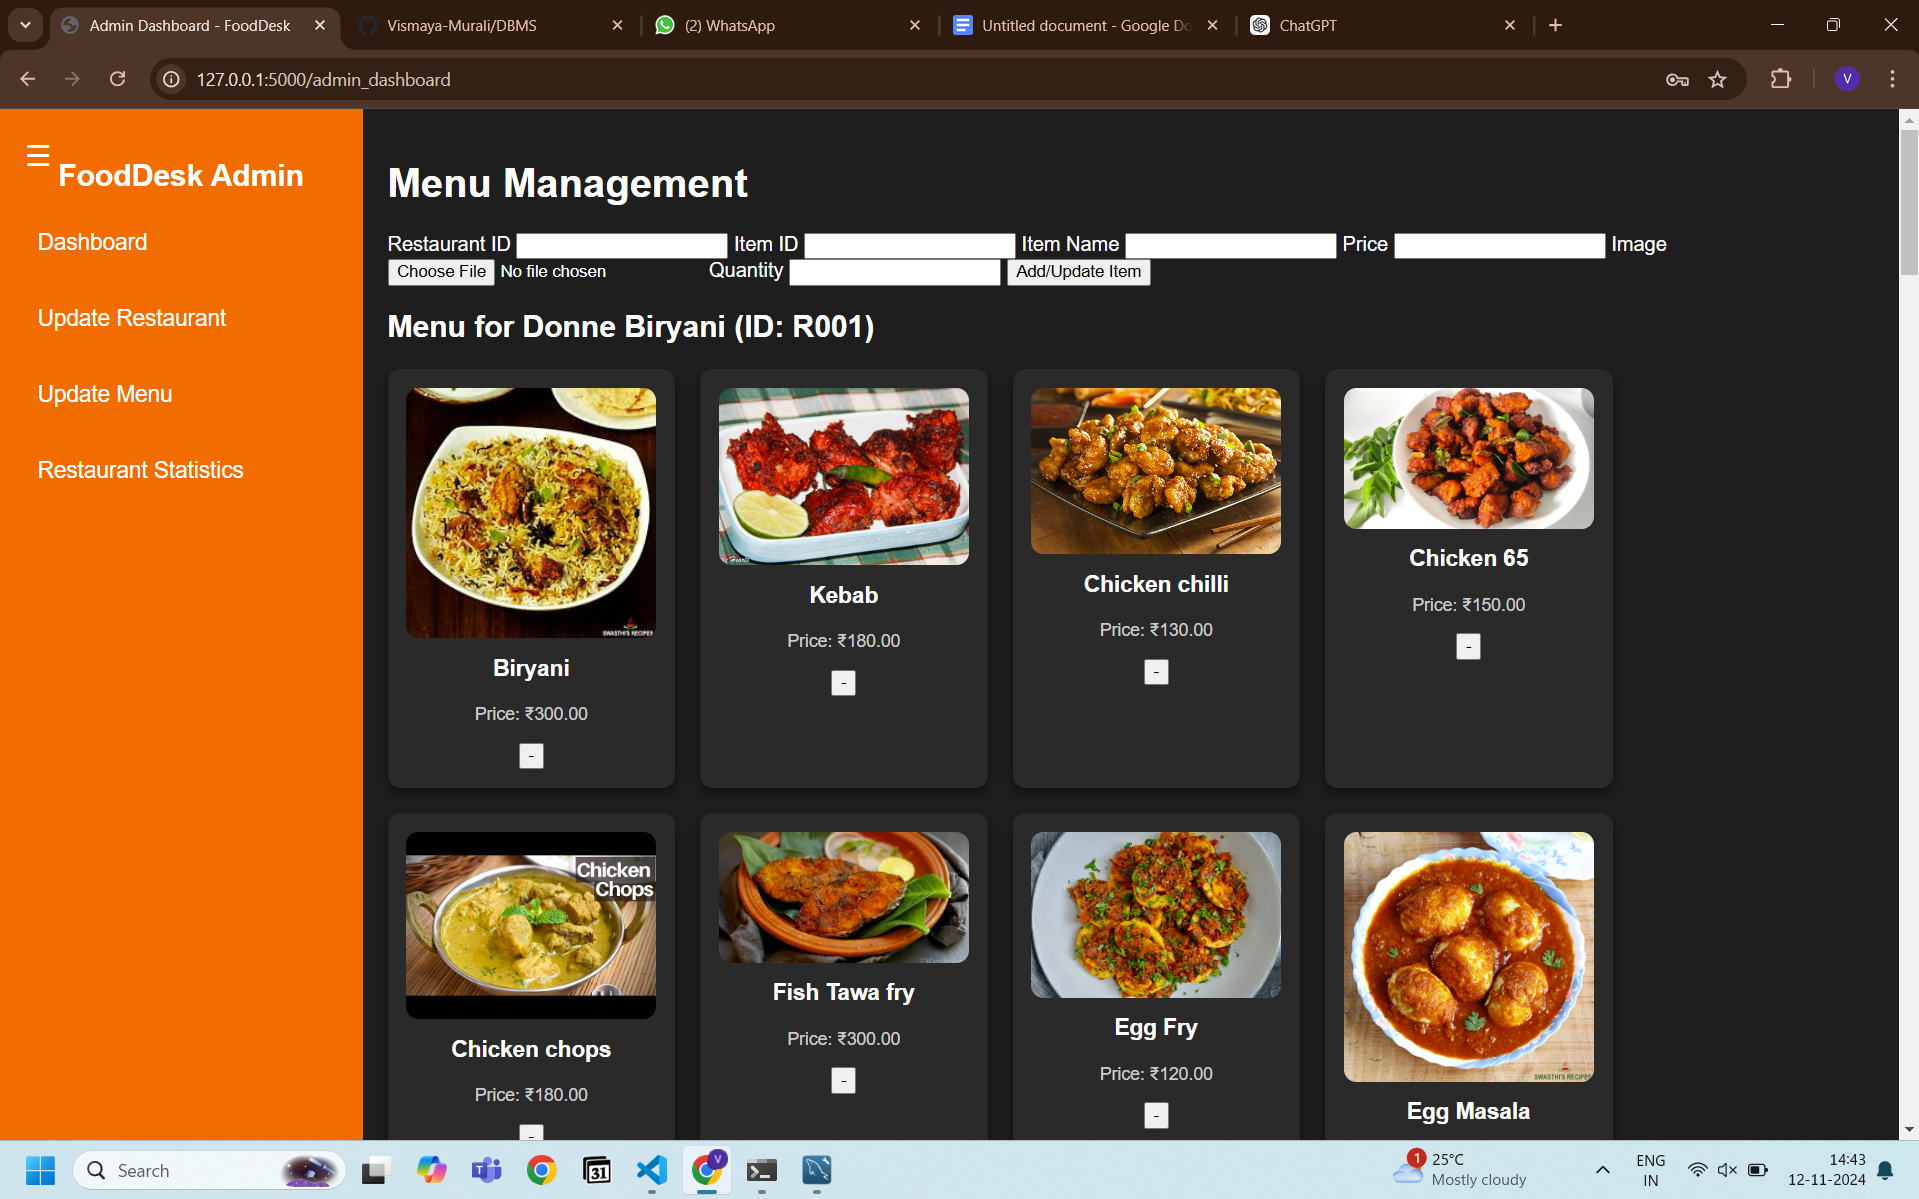 Admin Dashboard - FoodDesk
Vismaya-Murali/DBMS
(2) WhatsApp
Untitled document - Google Do
ChatGPT
127.0.0.1:5000/admin_dashboard
V
FoodDesk Admin
Dashboard
Update Restaurant
Update Menu
Restaurant Statistics
Menu Management
Restaurant ID Item ID Item Name Price Image
Choose File No file chosen Quantity Add/Update Item
Menu for Donne Biryani (ID: R001)
SWASTHI'S RECIPES
Biryani
Price: ₹300.00
-
Kebab
Price: ₹180.00
-
Chicken chilli
Price: ₹130.00
-
Chicken 65
Price: ₹150.00
-
Chicken
Chops
Chicken chops
Price: ₹180.00
-
Fish Tawa fry
Price: ₹300.00
-
Egg Fry
Price: ₹120.00
-
SWASTHI'S RECIPES
Egg Masala
Search
31
V
1
25°C
Mostly cloudy
ENG
IN
14:43
12-11-2024